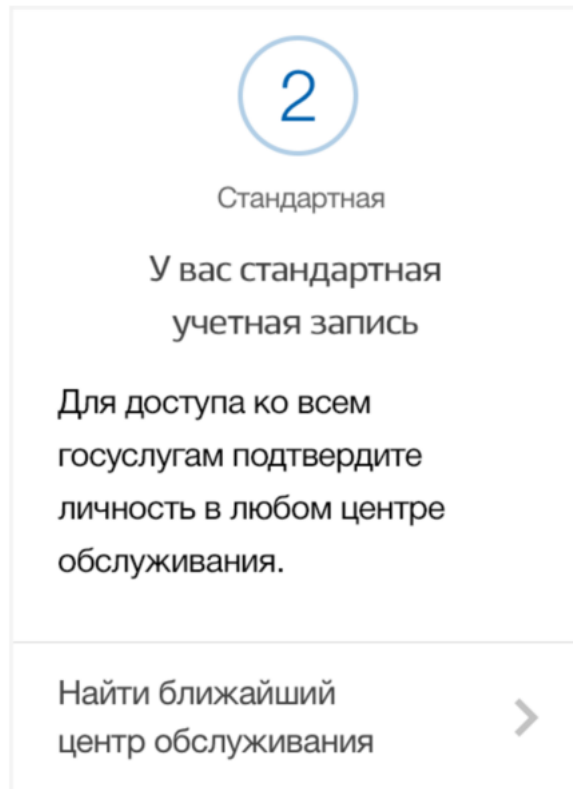 2
Стандартная
У вас стандартная
учетная запись
Для доступа ко всем
госуслугам подтвердите
личность в любом центре
обслуживания.
Найти ближайший
центр обслуживания